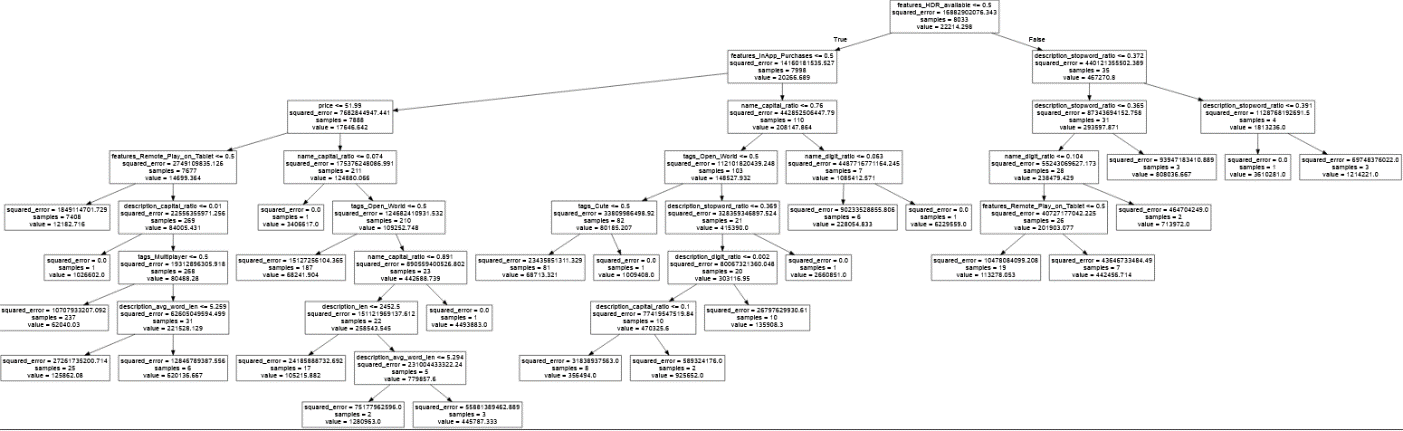 features_HDR_available <= 0.5
squared_error = 16882902076.343
samples = 8033
value = 22214.298
True
False
features_InApp_Purchases <= 0.5
squared_error = 14160181535.527
samples = 7998
value = 20266.689
description_stopword_ratio <= 0.372
squared_error = 440121355502.389
samples = 35
value = 467270.8
price <= 51.99
squared_error = 7682844947.441
samples = 7888
value = 17646.642
name_capital_ratio <= 0.76
squared_error = 442852506447.79
samples = 110
value = 208147.864
description_stopword_ratio <= 0.365
squared_error = 87343694152.756
samples = 31
value = 293597.871
description_stopword_ratio <= 0.391
squared_error = 1128768192691.5
samples = 4
value = 1813236.0
features_Remote_Play_on_Tablet <= 0.5
squared_error = 2749109835.126
samples = 7677
value = 14699.364
name_capital_ratio <= 0.074
squared_error = 175376248086.991
samples = 211
value = 124880.066
tags_Open_World <= 0.5
squared_error = 112101820439.248
samples = 103
value = 148527.932
name_digit_ratio <= 0.063
squared_error = 4487716771164.245
samples = 7
value = 1085412.571
name_digit_ratio <= 0.104
squared_error = 55243069627.173
samples = 28
value = 238479.429
squared_error = 93947183410.889
samples = 3
value = 808036.667
squared_error = 0.0
samples = 1
value = 3610281.0
squared_error = 69748376022.0
samples = 3
value = 1214221.0
squared_error = 1849114701.729
samples = 7408
value = 12182.716
description_capital_ratio <= 0.01
squared_error = 22556355971.256
samples = 269
value = 84005.431
squared_error = 0.0
samples = 1
value = 3406617.0
tags_Open_World <= 0.5
squared_error = 124682410931.532
samples = 210
value = 109252.748
tags_Cute <= 0.5
squared_error = 33809986498.92
samples = 82
value = 80185.207
description_stopword_ratio <= 0.369
squared_error = 328359346897.524
samples = 21
value = 415390.0
squared_error = 90233528855.806
samples = 6
value = 228054.833
squared_error = 0.0
samples = 1
value = 6229559.0
features_Remote_Play_on_Tablet <= 0.5
squared_error = 40727177042.225
samples = 26
value = 201903.077
squared_error = 464704249.0
samples = 2
value = 713972.0
squared_error = 0.0
samples = 1
value = 1026602.0
tags_Multiplayer <= 0.5
squared_error = 19312896305.918
samples = 268
value = 80488.28
squared_error = 15127256104.365
samples = 187
value = 68241.904
name_capital_ratio <= 0.891
squared_error = 890559440526.802
samples = 23
value = 442688.739
squared_error = 23435851311.329
samples = 81
value = 68713.321
squared_error = 0.0
samples = 1
value = 1009408.0
description_digit_ratio <= 0.002
squared_error = 80067321360.048
samples = 20
value = 303116.95
squared_error = 0.0
samples = 1
value = 2660851.0
squared_error = 10478084099.208
samples = 19
value = 113278.053
squared_error = 43646733484.49
samples = 7
value = 442456.714
squared_error = 10707933207.092
samples = 237
value = 62040.03
description_avg_word_len <= 5.259
squared_error = 62605049594.499
samples = 31
value = 221528.129
description_len <= 2452.5
squared_error = 151121969137.612
samples = 22
value = 258543.545
squared_error = 0.0
samples = 1
value = 4493883.0
description_capital_ratio <= 0.1
squared_error = 77419547519.84
samples = 10
value = 470325.6
squared_error = 26797629930.61
samples = 10
value = 135908.3
squared_error = 27261735200.714
samples = 25
value = 125862.08
squared_error = 12846789387.556
samples = 6
value = 620136.667
squared_error = 24185888732.692
samples = 17
value = 105215.882
description_avg_word_len <= 5.294
squared_error = 231004433322.24
samples = 5
value = 779857.6
squared_error = 31838937563.0
samples = 8
value = 356494.0
squared_error = 589324176.0
samples = 2
value = 925652.0
squared_error = 75177962596.0
samples = 2
value = 1280963.0
squared_error = 55881389462.889
samples = 3
value = 445787.333